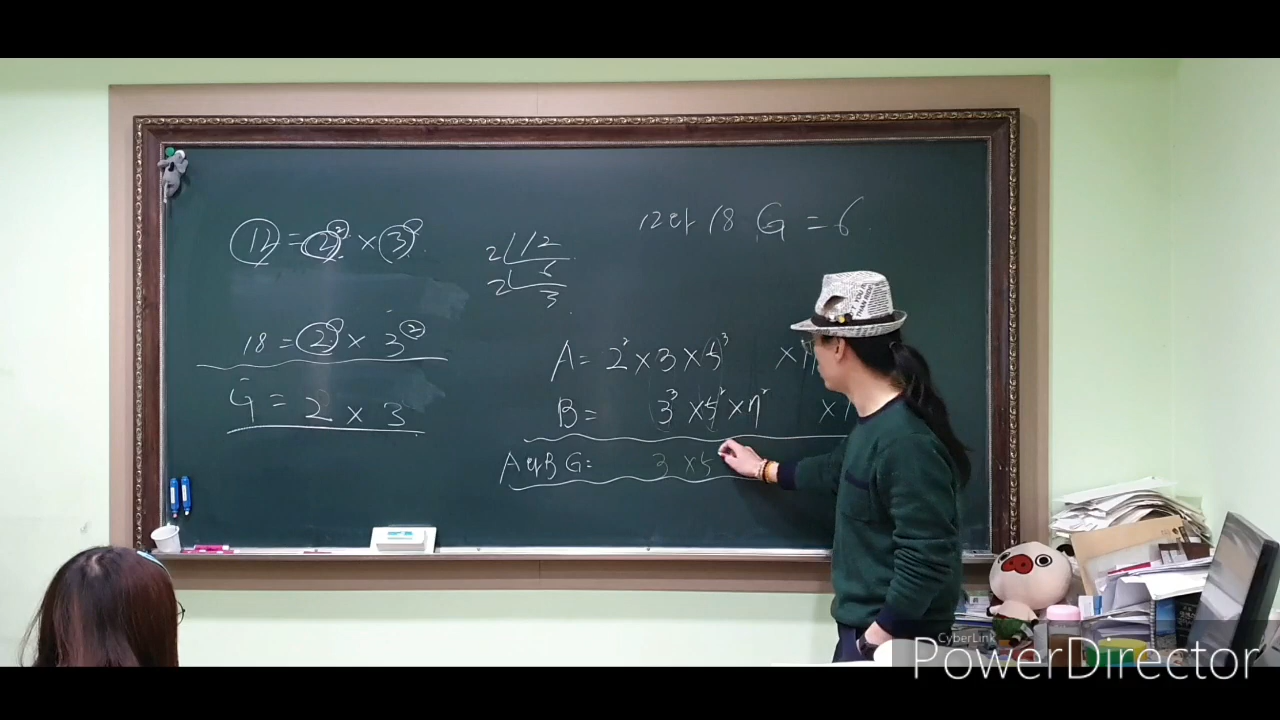 12와 18 G = 6
12 = 2² × 3
2 12
2 6
3
18 = 2 × 3²
G = 2 × 3
A = 2² × 3 × 5³ ×
B = 3³ × 5² × 7² ×
A와 B G = 3 × 5
CyberLink
PowerDirector